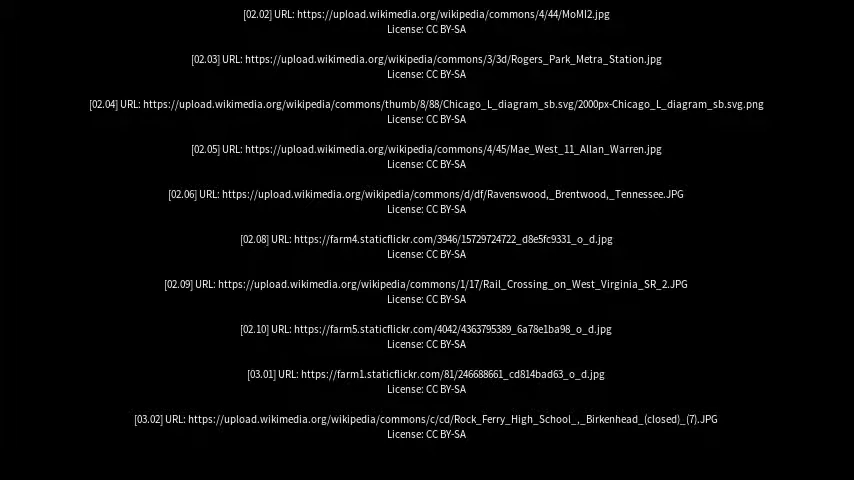 [02.02] URL: https://upload.wikimedia.org/wikipedia/commons/4/44/MoMI2.jpg
License: CC BY-SA
[02.03] URL: https://upload.wikimedia.org/wikipedia/commons/3/3d/Rogers_Park_Metra_Station.jpg
License: CC BY-SA
[02.04] URL: https://upload.wikimedia.org/wikipedia/commons/thumb/8/88/Chicago_L_diagram_sb.svg/2000px-Chicago_L_diagram_sb.svg.png
License: CC BY-SA
[02.05] URL: https://upload.wikimedia.org/wikipedia/commons/4/45/Mae_West_11_Allan_Warren.jpg
License: CC BY-SA
[02.06] URL: https://upload.wikimedia.org/wikipedia/commons/d/df/Ravenswood,_Brentwood,_Tennessee.JPG
License: CC BY-SA
[02.08] URL: https://farm4.staticflickr.com/3946/15729724722_d8e5fc9331_o_d.jpg
License: CC BY-SA
[02.09] URL: https://upload.wikimedia.org/wikipedia/commons/1/17/Rail_Crossing_on_West_Virginia_SR_2.JPG
License: CC BY-SA
[02.10] URL: https://farm5.staticflickr.com/4042/4363795389_6a78e1ba98_o_d.jpg
License: CC BY-SA
[03.01] URL: https://farm1.staticflickr.com/81/246688661_cd814bad63_o_d.jpg
License: CC BY-SA
[03.02] URL: https://upload.wikimedia.org/wikipedia/commons/c/cd/Rock_Ferry_High_School_,_Birkenhead_(closed)_(7).JPG
License: CC BY-SA